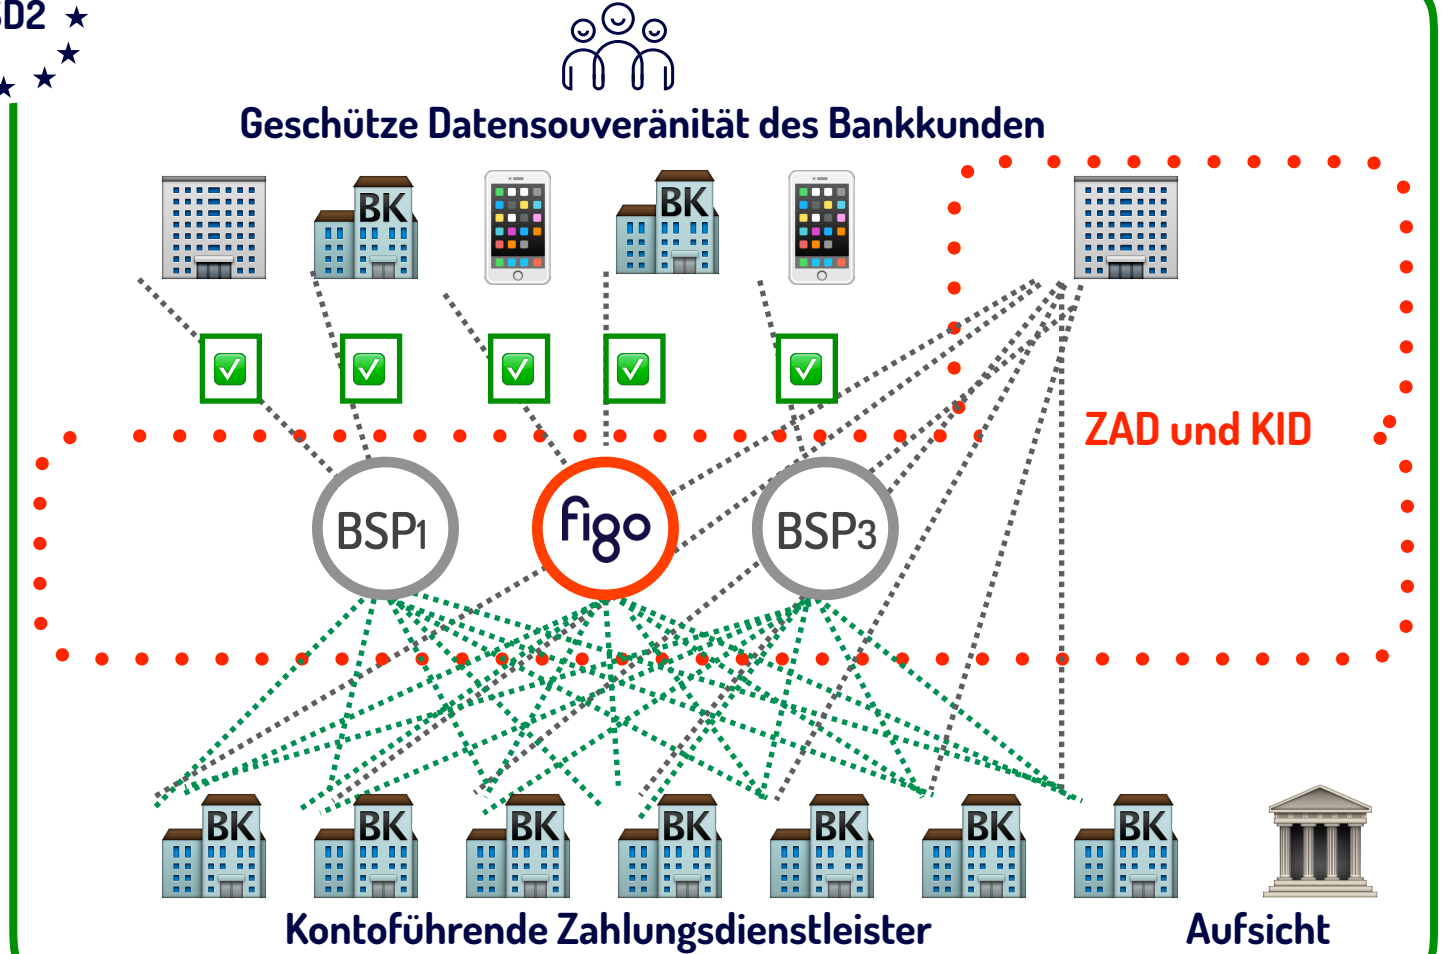 SD2
Geschütze Datensouveränität des Bankkunden
BK
BK
ZAD und KID
BSP1
figo
BSP3
BK
BK
BK
BK
BK
BK
BK
Kontoführende Zahlungsdienstleister
Aufsicht